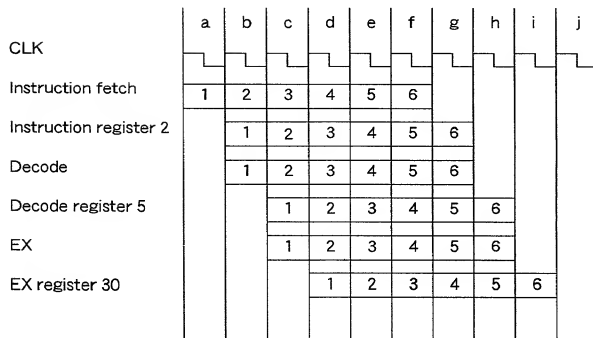 a b c d e f g h i j
CLK
Instruction fetch 1 2 3 4 5 6
Instruction register 2 1 2 3 4 5 6
Decode 1 2 3 4 5 6
Decode register 5 1 2 3 4 5 6
EX 1 2 3 4 5 6
EX register 30 1 2 3 4 5 6